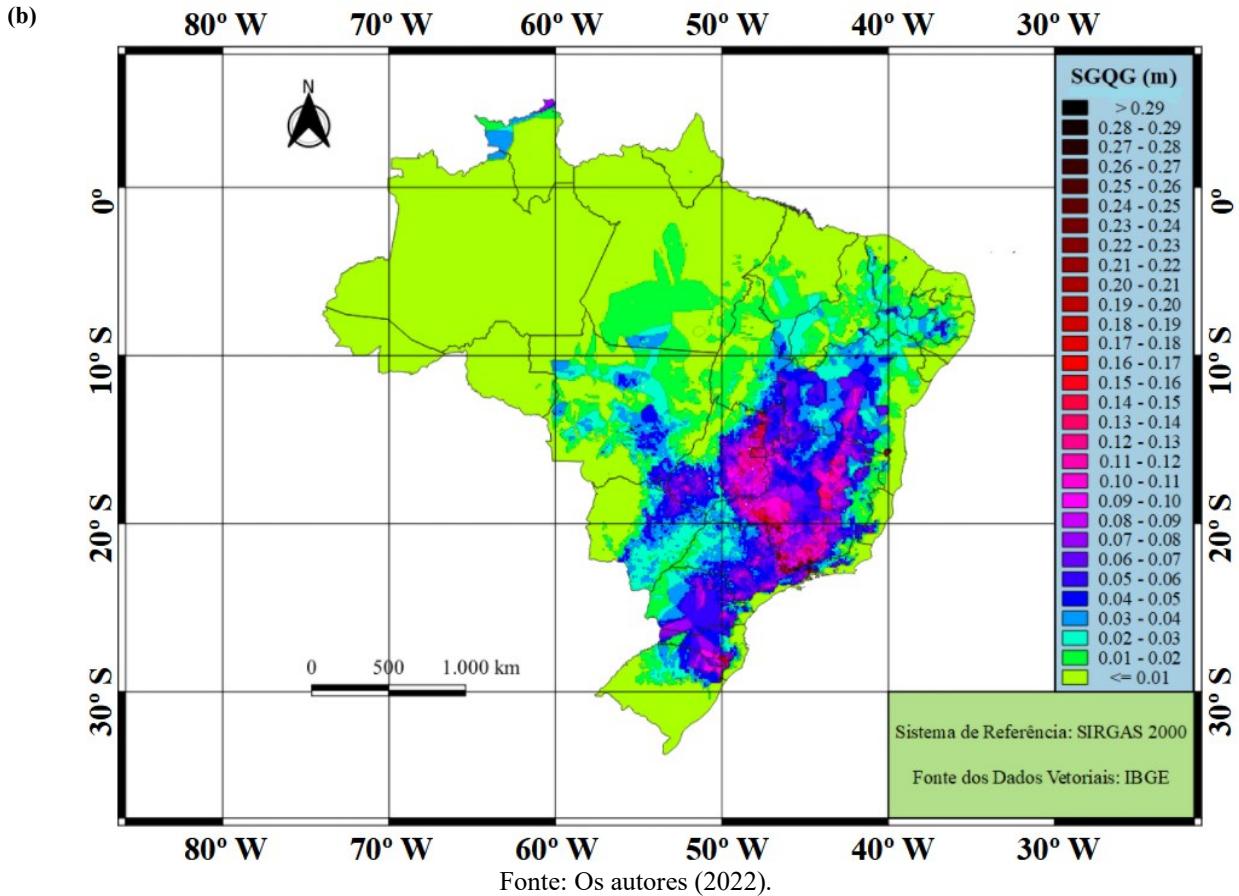 (b)
80º W 70º W 60º W 50º W 40º W 30º W
N
SGQG (m)
> 0.29
0.28 - 0.29
0.27 - 0.28
0.26 - 0.27
0.25 - 0.26
0.24 - 0.25
0.23 - 0.24
0.22 - 0.23
0.21 - 0.22
0.20 - 0.21
0.19 - 0.20
0.18 - 0.19
0.17 - 0.18
0.16 - 0.17
0.15 - 0.16
0.14 - 0.15
0.13 - 0.14
0.12 - 0.13
0.11 - 0.12
0.10 - 0.11
0.09 - 0.10
0.08 - 0.09
0.07 - 0.08
0.06 - 0.07
0.05 - 0.06
0.04 - 0.05
0.03 - 0.04
0.02 - 0.03
0.01 - 0.02
<= 0.01
0º 0º
10º S 10º S
20º S 20º S
30º S 30º S
0 500 1.000 km
Sistema de Referência: SIRGAS 2000
Fonte dos Dados Vetoriais: IBGE
80º W 70º W 60º W 50º W 40º W 30º W
Fonte: Os autores (2022).